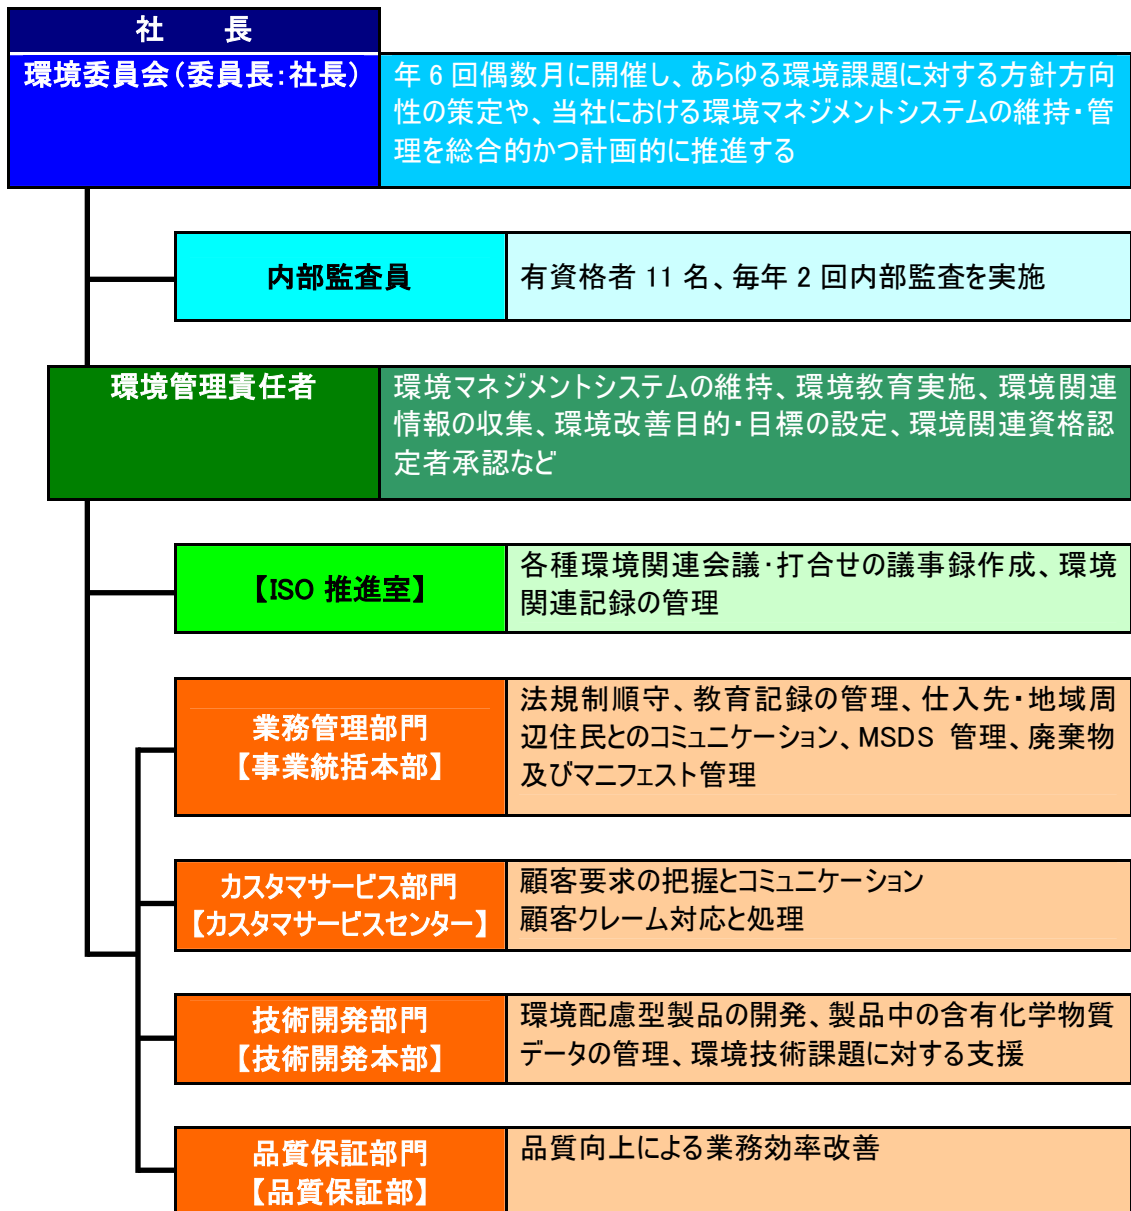 社　　長
環境委員会（委員長：社長）
年 6 回偶数月に開催し、あらゆる環境課題に対する方針方向
性の策定や、当社における環境マネジメントシステムの維持・管
理を総合的かつ計画的に推進する
内部監査員
有資格者 11 名、毎年 2 回内部監査を実施
環境管理責任者
環境マネジメントシステムの維持、環境教育実施、環境関連
情報の収集、環境改善目的・目標の設定、環境関連資格認
定者承認など
【ISO 推進室】
各種環境関連会議・打合せの議事録作成、環境
関連記録の管理
業務管理部門
【事業統括本部】
法規制順守、教育記録の管理、仕入先・地域周
辺住民とのコミュニケーション、MSDS 管理、廃棄物
及びマニフェスト管理
カスタマサービス部門
【カスタマサービスセンター】
顧客要求の把握とコミュニケーション
顧客クレーム対応と処理
技術開発部門
【技術開発本部】
環境配慮型製品の開発、製品中の含有化学物質
データの管理、環境技術課題に対する支援
品質保証部門
【品質保証部】
品質向上による業務効率改善